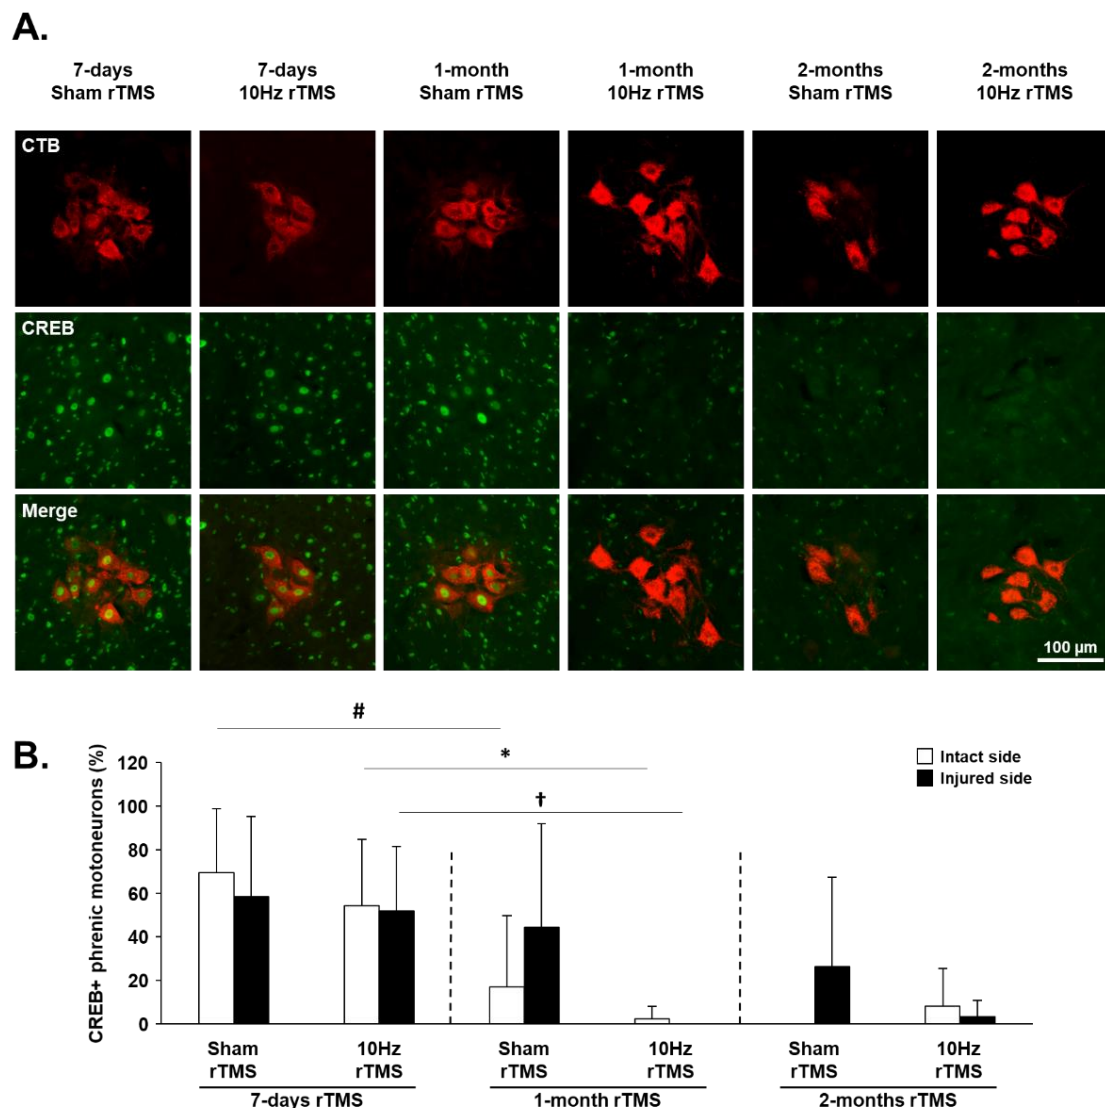 A.
7-days
Sham rTMS
7-days
10Hz rTMS
1-month
Sham rTMS
1-month
10Hz rTMS
2-months
Sham rTMS
2-months
10Hz rTMS
CTB
CREB
Merge
100 µm
B.
#
*
†
CREB+ phrenic motoneurons (%)
120
100
80
60
40
20
0
Intact side
Injured side
Sham
rTMS
10Hz
rTMS
Sham
rTMS
10Hz
rTMS
Sham
rTMS
10Hz
rTMS
7-days rTMS
1-month rTMS
2-months rTMS